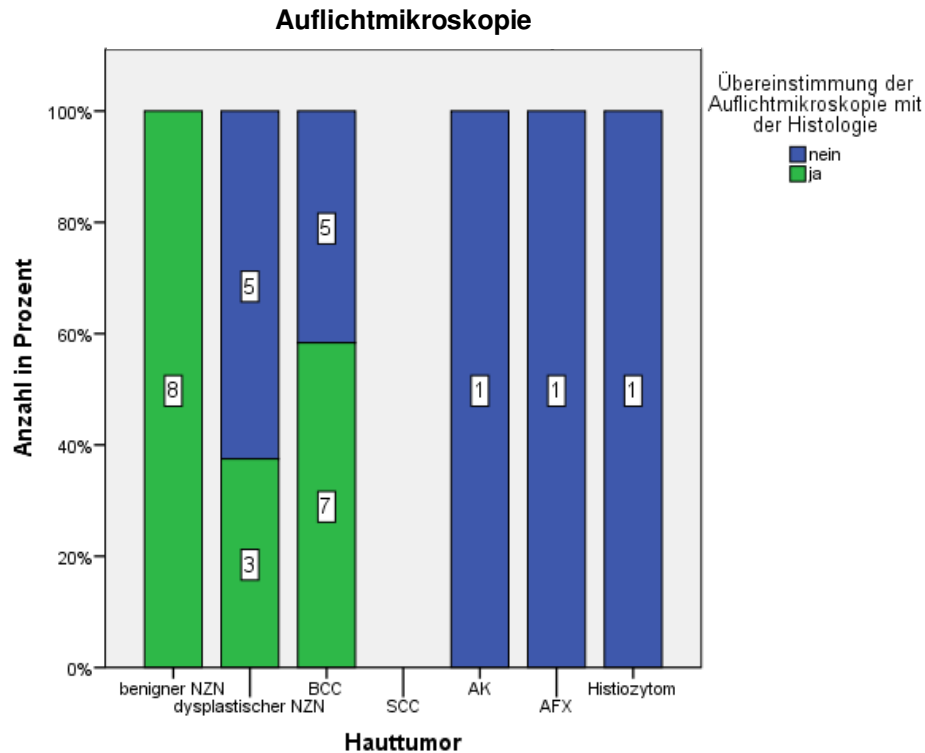 Auflichtmikroskopie
Übereinstimmung der
Auflichtmikroskopie mit
der Histologie
nein
ja
Anzahl in Prozent
100%
80%
60%
40%
20%
0%
8
5
3
5
7
1
1
1
benigner NZN
dysplastischer NZN
BCC
SCC
AK
AFX
Histiozytom
Hauttumor